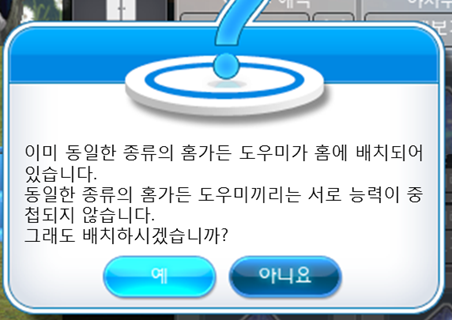 이미 동일한 종류의 홈가든 도우미가 홈에 배치되어
있습니다.
동일한 종류의 홈가든 도우미끼리는 서로 능력이 중
첩되지 않습니다.
그래도 배치하시겠습니까?
예 아니요